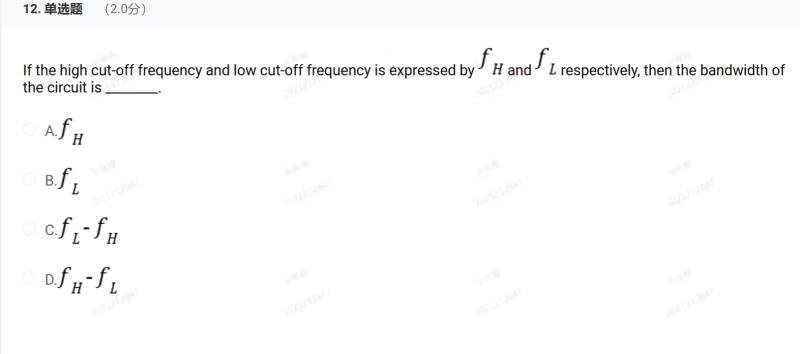 12. 单选题 （2.0分）
If the high cut-off frequency and low cut-off frequency is expressed by f H and f L respectively, then the bandwidth of
the circuit is ________.
A. f H
B. f L
C. f L - f H
D. f H - f L